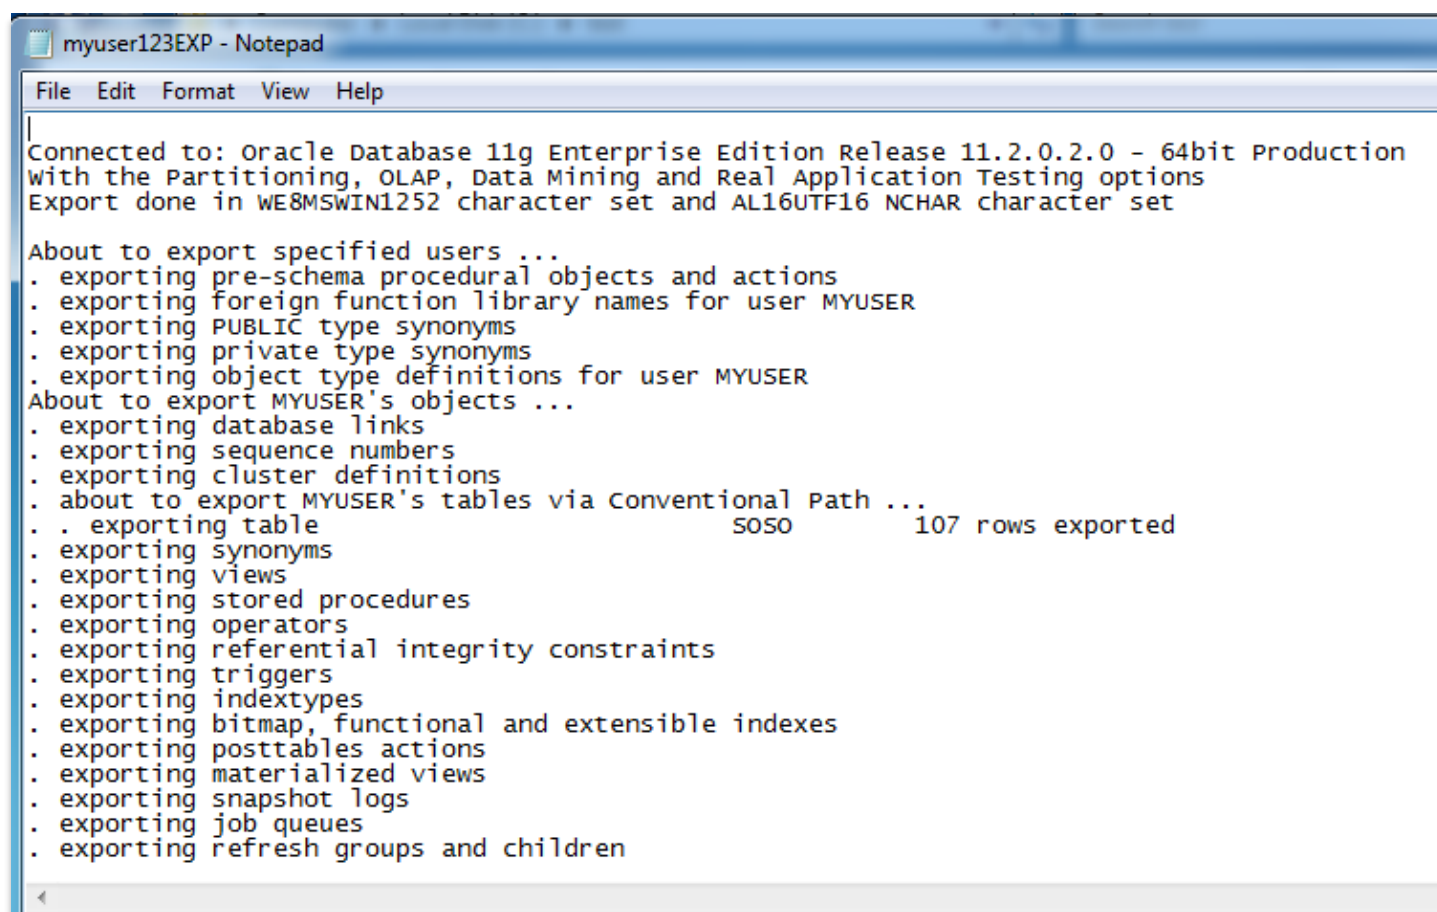 myuser123EXP - Notepad
File Edit Format View Help
Connected to: Oracle Database 11g Enterprise Edition Release 11.2.0.2.0 - 64bit Production
With the Partitioning, OLAP, Data Mining and Real Application Testing options
Export done in WE8MSWIN1252 character set and AL16UTF16 NCHAR character set
About to export specified users ...
. exporting pre-schema procedural objects and actions
. exporting foreign function library names for user MYUSER
. exporting PUBLIC type synonyms
. exporting private type synonyms
. exporting object type definitions for user MYUSER
About to export MYUSER's objects ...
. exporting database links
. exporting sequence numbers
. exporting cluster definitions
. about to export MYUSER's tables via Conventional Path ...
. . exporting table SOSO 107 rows exported
. exporting synonyms
. exporting views
. exporting stored procedures
. exporting operators
. exporting referential integrity constraints
. exporting triggers
. exporting indextypes
. exporting bitmap, functional and extensible indexes
. exporting posttables actions
. exporting materialized views
. exporting snapshot logs
. exporting job queues
. exporting refresh groups and children